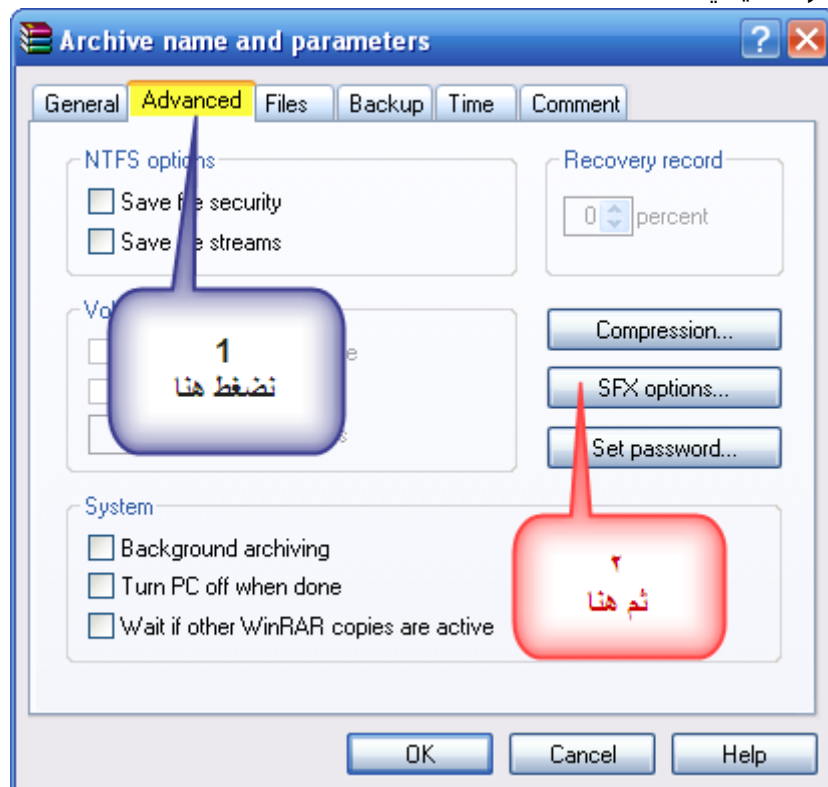 Archive name and parameters
General Advanced Files Backup Time Comment
NTFS options
Save file security
Save streams
Recovery record
0 percent
1
نضغط هنا
Compression...
SFX options...
Set password...
System
Background archiving
Turn PC off when done
Wait if other WinRAR copies are active
٢
ثم هنا
OK Cancel Help